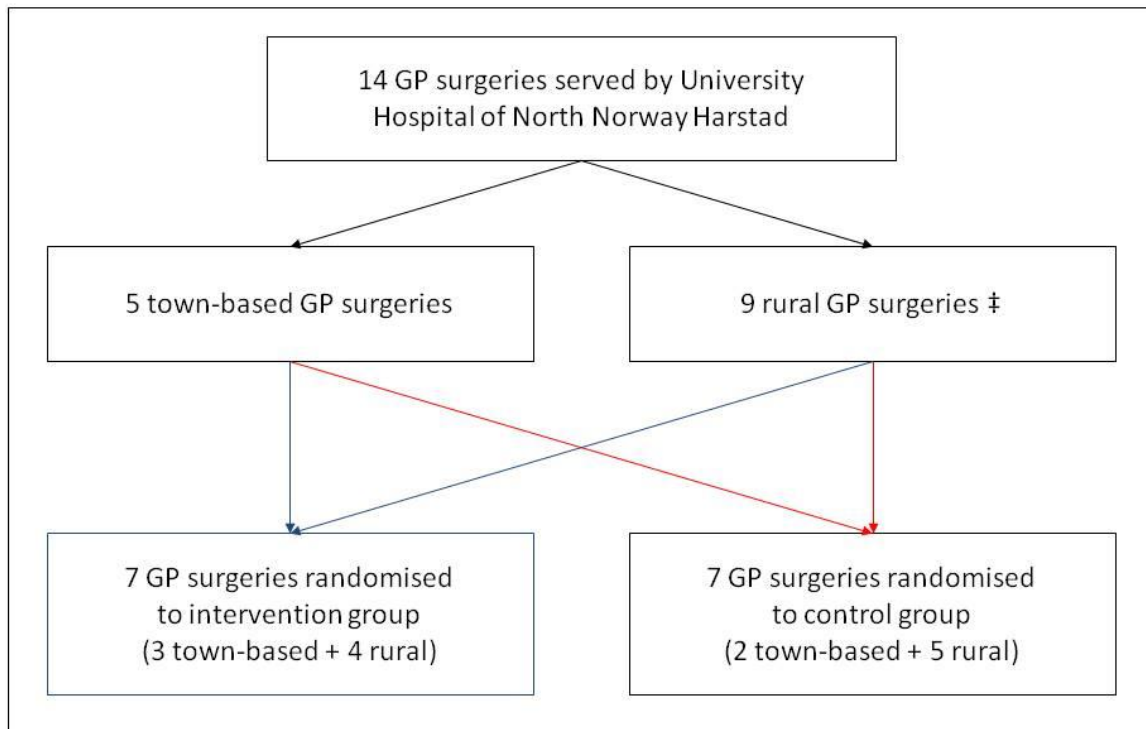 14 GP surgeries served by University
Hospital of North Norway Harstad
5 town-based GP surgeries
9 rural GP surgeries ‡
7 GP surgeries randomised
to intervention group
(3 town-based + 4 rural)
7 GP surgeries randomised
to control group
(2 town-based + 5 rural)